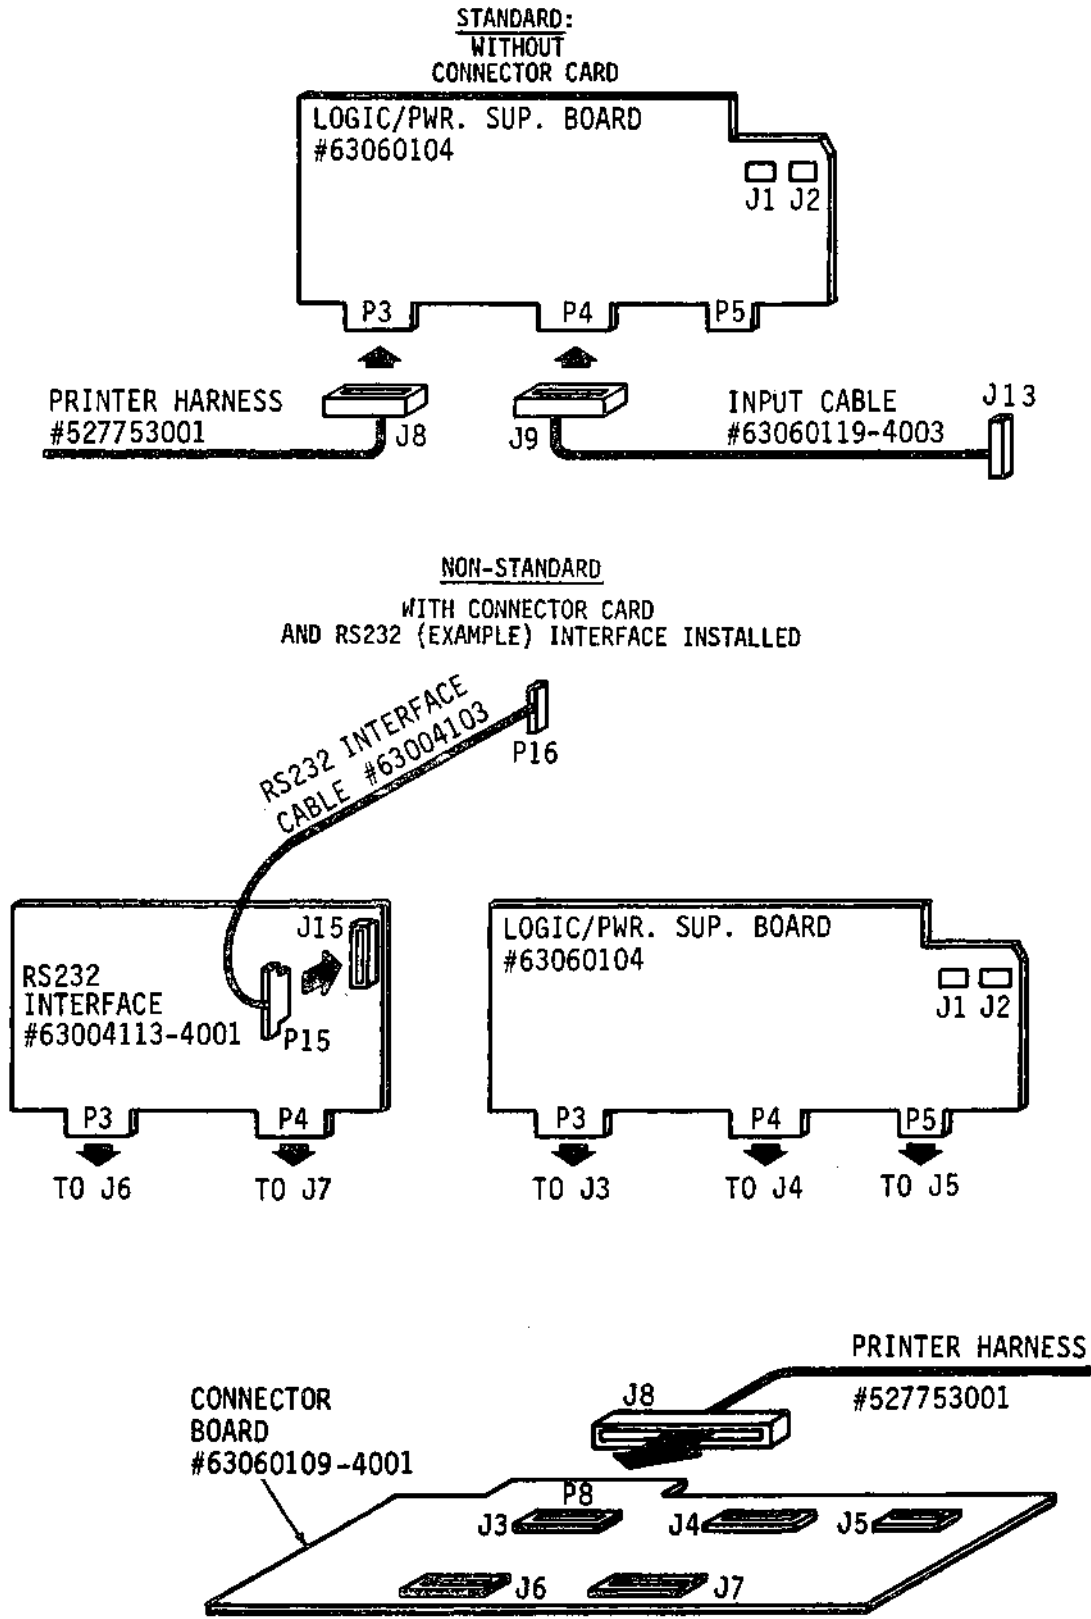 STANDARD:
WITHOUT
CONNECTOR CARD
LOGIC/PWR. SUP. BOARD
#63060104
J1 J2
P3
P4
P5
PRINTER HARNESS
#527753001
J8
J9
INPUT CABLE
#63060119-4003
J13
NON-STANDARD
WITH CONNECTOR CARD
AND RS232 (EXAMPLE) INTERFACE INSTALLED
RS232 INTERFACE
CABLE #63004103
P16
J15
RS232
INTERFACE
#63004113-4001
P15
P3
P4
TO J6
TO J7
LOGIC/PWR. SUP. BOARD
#63060104
J1 J2
P3
P4
P5
TO J3
TO J4
TO J5
PRINTER HARNESS
#527753001
J8
CONNECTOR
BOARD
#63060109-4001
P8
J3
J4
J5
J6
J7